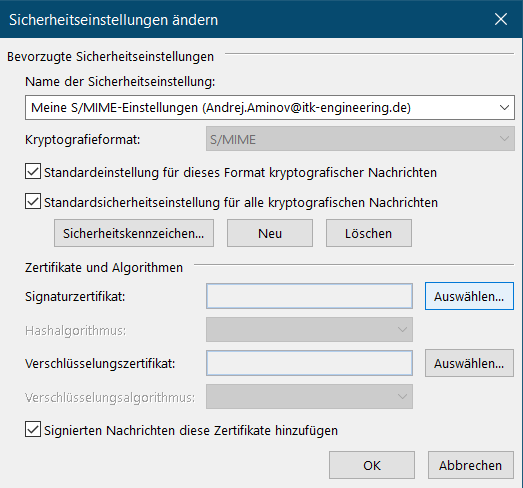 Sicherheitseinstellungen ändern
Bevorzugte Sicherheitseinstellungen
Name der Sicherheitseinstellung:
Meine S/MIME-Einstellungen (Andrej.Aminov@itk-engineering.de)
Kryptografieformat: S/MIME
Standardeinstellung für dieses Format kryptografischer Nachrichten
Standardsicherheitseinstellung für alle kryptografischen Nachrichten
Sicherheitskennzeichen... Neu Löschen
Zertifikate und Algorithmen
Signaturzertifikat: Auswählen...
Hashalgorithmus:
Verschlüsselungszertifikat: Auswählen...
Verschlüsselungsalgorithmus:
Signierten Nachrichten diese Zertifikate hinzufügen
OK Abbrechen